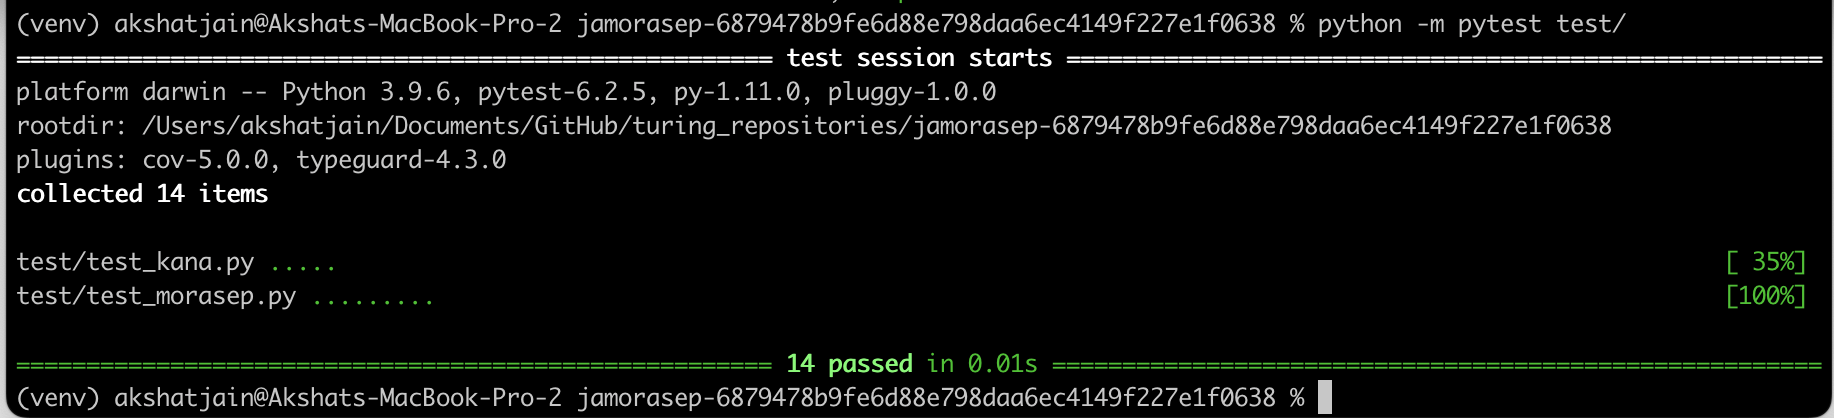 (venv) akshatjain@Akshats-MacBook-Pro-2 jamorasep-6879478b9fe6d88e798daa6ec4149f227e1f0638 % python -m pytest test/
====================================================== test session starts ======================================================
platform darwin -- Python 3.9.6, pytest-6.2.5, py-1.11.0, pluggy-1.0.0
rootdir: /Users/akshatjain/Documents/GitHub/turing_repositories/jamorasep-6879478b9fe6d88e798daa6ec4149f227e1f0638
plugins: cov-5.0.0, typeguard-4.3.0
collected 14 items
test/test_kana.py ..... [ 35%]
test/test_morasep.py ......... [100%]
====================================================== 14 passed in 0.01s =======================================================
(venv) akshatjain@Akshats-MacBook-Pro-2 jamorasep-6879478b9fe6d88e798daa6ec4149f227e1f0638 %